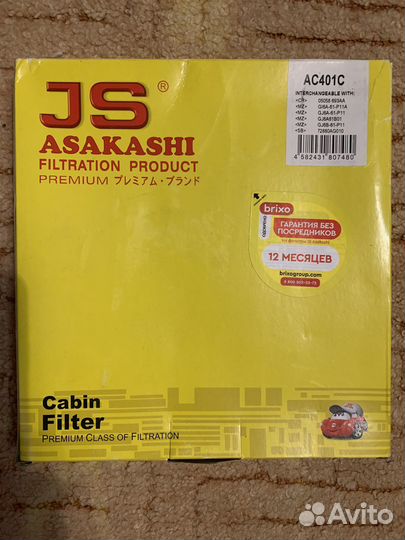 JS®
ASAKASHI
FILTRATION PRODUCT
PREMIUM プレミアム・ブランド
AC401C
INTERCHANGEABLE WITH:
<CR> 05058 693AA
<MZ> GJ6A-61-P11A
<MZ> GJ6A-61-P11
<MZ> GJ6A61B01
<MZ> GJ6B-61-P11
<SB> 72880AG010
4 582431 807480
brixo
ГАРАНТИЯ БЕЗ
ПОСРЕДНИКОВ
12 МЕСЯЦЕВ
brixogroup.com
Cabin
Filter
PREMIUM CLASS OF FILTRATION
Avito